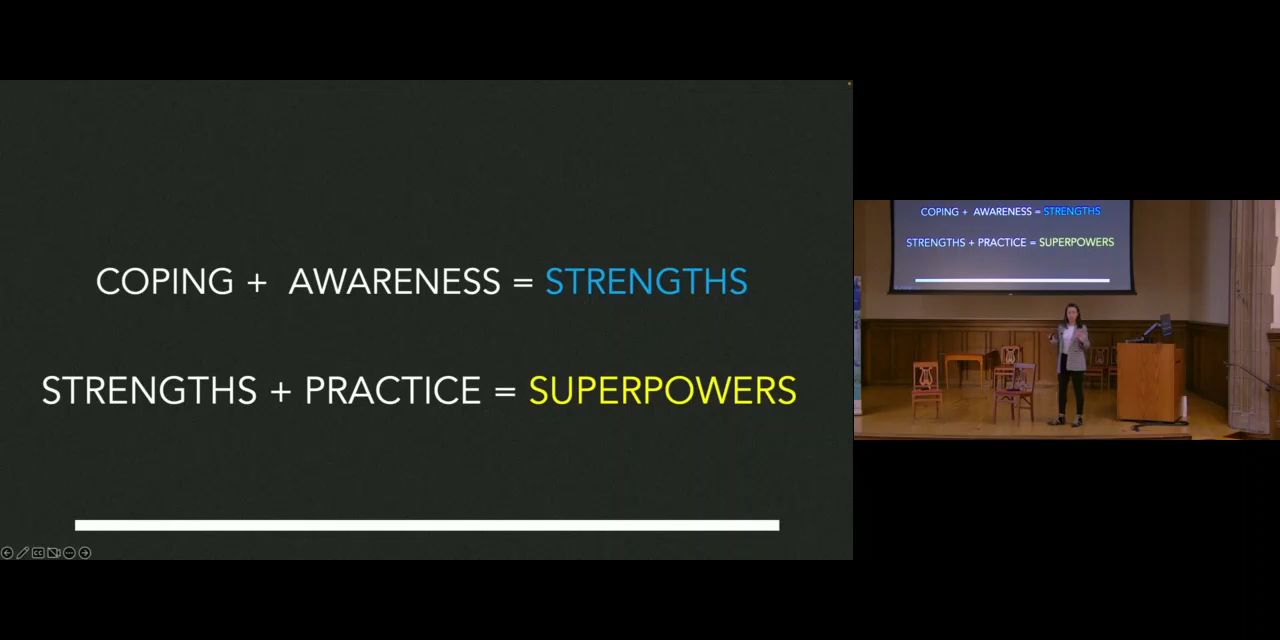 COPING + AWARENESS = STRENGTHS
STRENGTHS + PRACTICE = SUPERPOWERS
COPING + AWARENESS = STRENGTHS
STRENGTHS + PRACTICE = SUPERPOWERS